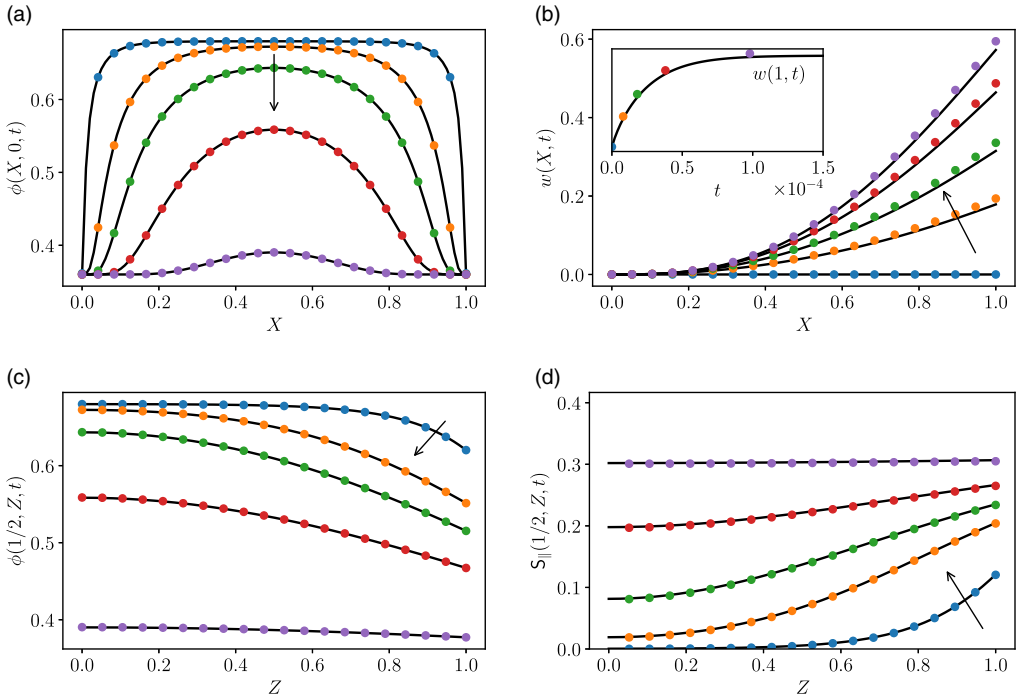 (a)
ϕ(X, 0, t)
0.6
0.5
0.4
0.0 0.2 0.4 0.6 0.8 1.0
X
(b)
w(X, t)
0.6
0.4
0.2
0.0
w(1, t)
0.0 0.5 1.0 1.5
t ×10⁻⁴
0.0 0.2 0.4 0.6 0.8 1.0
X
(c)
ϕ(1/2, Z, t)
0.6
0.5
0.4
0.0 0.2 0.4 0.6 0.8 1.0
Z
(d)
S∥(1/2, Z, t)
0.4
0.3
0.2
0.1
0.0
0.0 0.2 0.4 0.6 0.8 1.0
Z